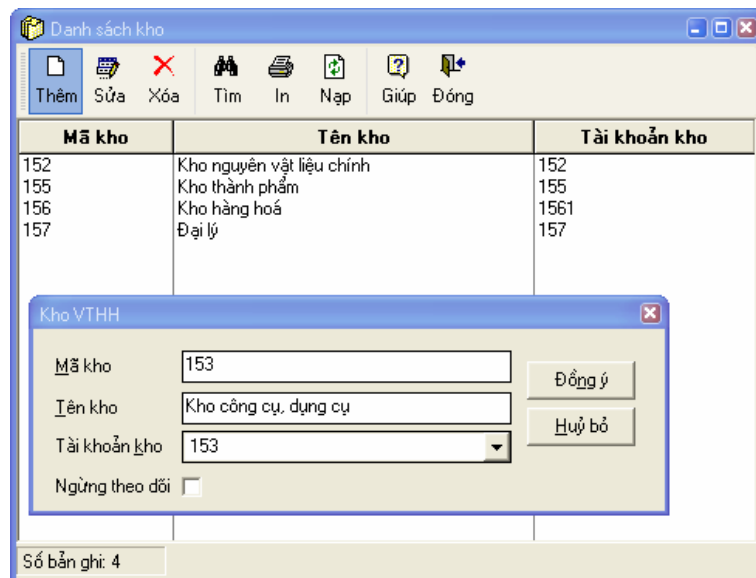 Danh sách kho
Thêm Sửa Xóa Tìm In Nạp Giúp Đóng
Mã kho Tên kho Tài khoản kho
152 Kho nguyên vật liệu chính 152
155 Kho thành phẩm 155
156 Kho hàng hoá 1561
157 Đại lý 157
Kho VTHH
Mã kho 153 Đồng ý
Tên kho Kho công cụ, dụng cụ Huỷ bỏ
Tài khoản kho 153
Ngừng theo dõi
Số bản ghi: 4